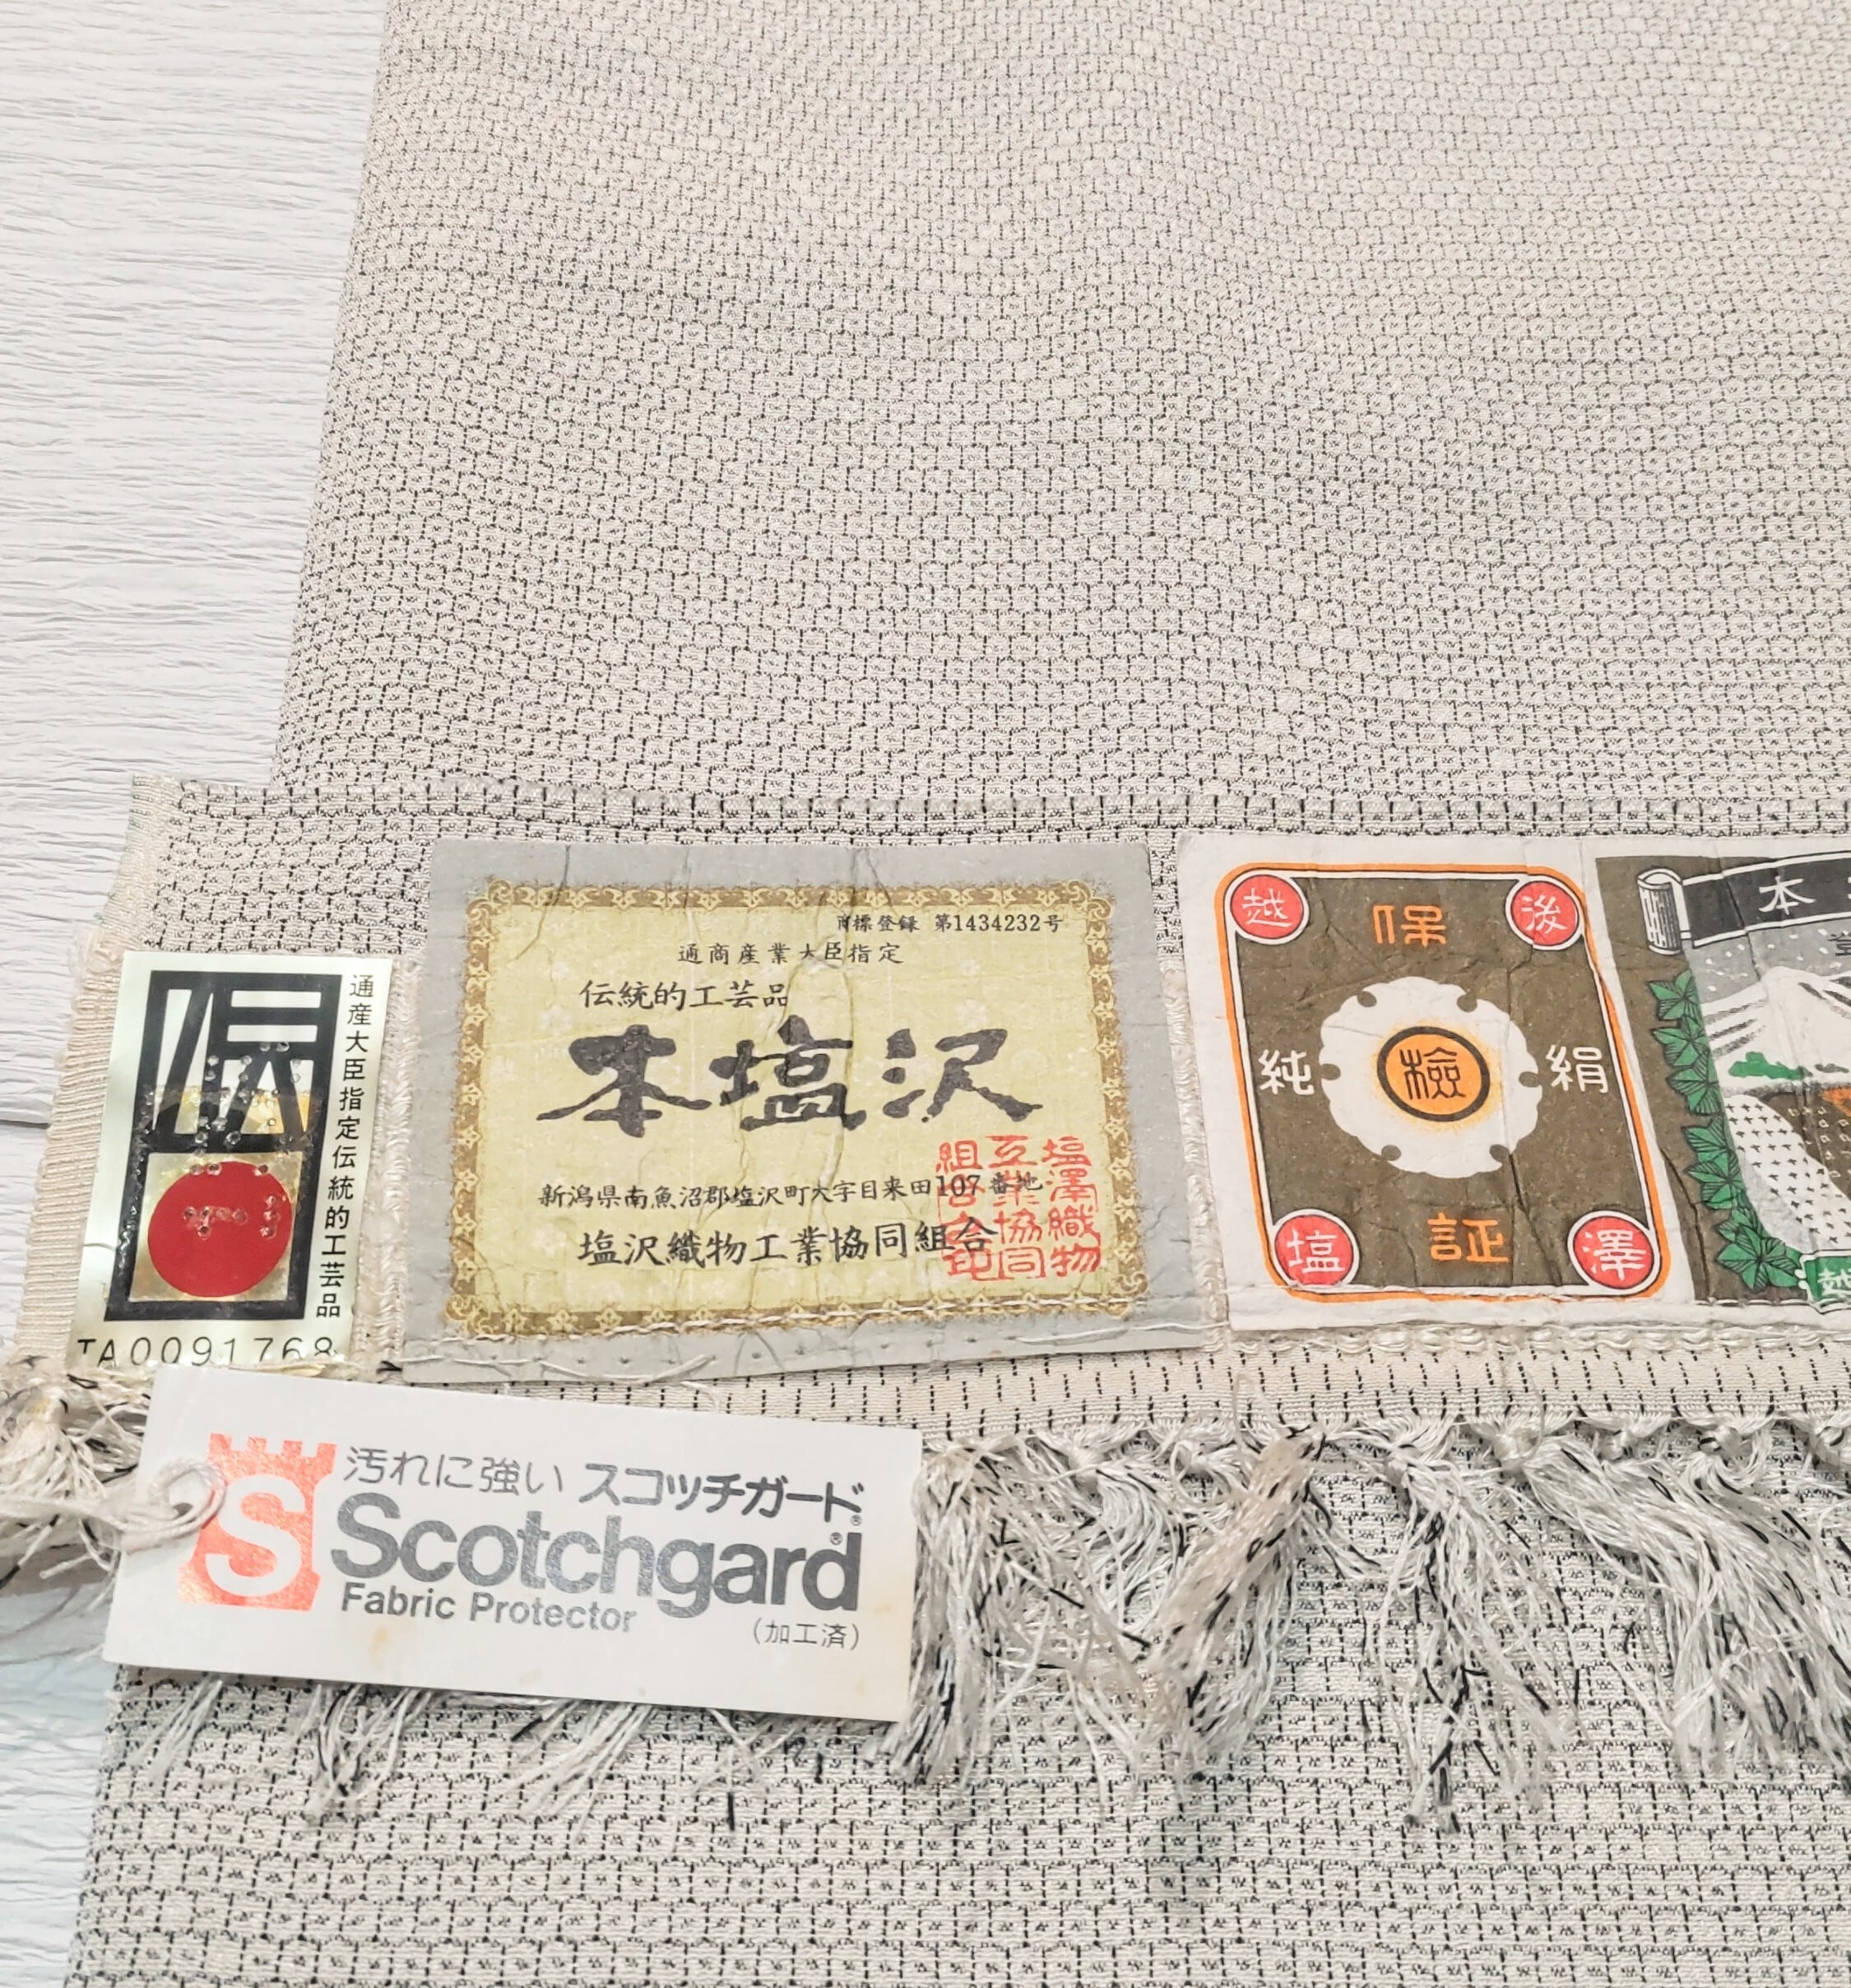 伝
通産大臣指定伝統的工芸品
TA0091768
商標登録 第1434232号
通商産業大臣指定
伝統的工芸品
本塩沢
新潟県南魚沼郡塩沢町大字目来田107番地
塩沢織物工業協同組合
塩澤織物
工業協同
組合
越 保 後
純 検 絹
塩 証 澤
本
越
汚れに強い スコッチガード®
S Scotchgard®
Fabric Protector
(加工済)